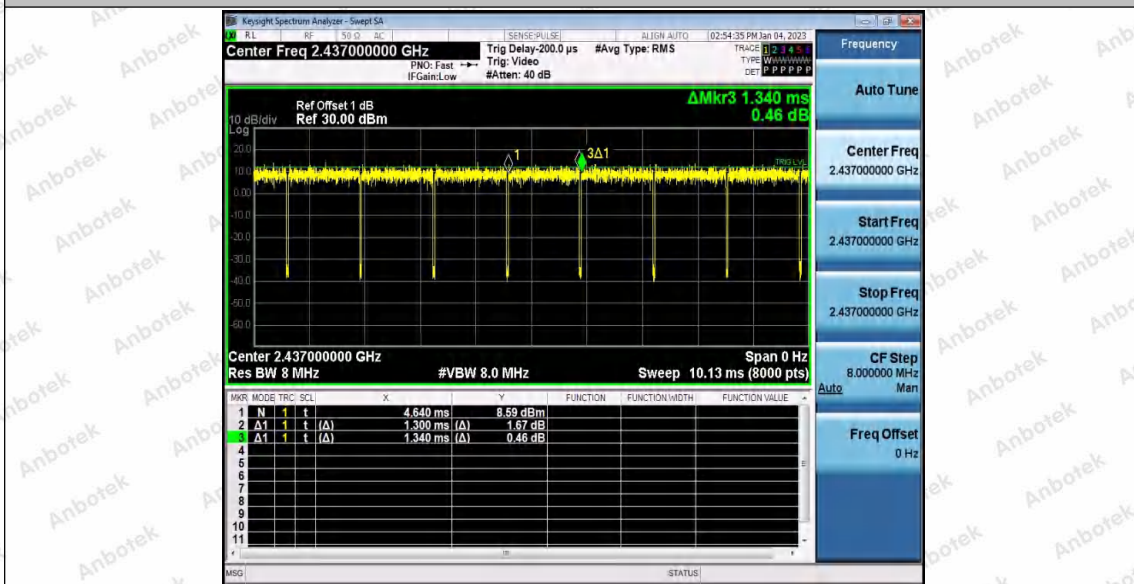 Keysight Spectrum Analyzer - Swept SA
RL RF 50 Ω AC SENSE:PULSE ALIGN AUTO 02:54:35 PM Jan 04, 2023
Center Freq 2.437000000 GHz
PNO: Fast
IFGain:Low
Trig Delay-200.0 µs
Trig: Video
#Atten: 40 dB
#Avg Type: RMS
TRACE 1 2 3 4 5 6
TYPE WWWWWW
DET P P P P P P
ΔMkr3 1.340 ms
0.46 dB
Ref Offset 1 dB
10 dB/div Ref 30.00 dBm
Log
20.0
10.0
0.00
-10.0
-20.0
-30.0
-40.0
-50.0
-60.0
1
3Δ1
TRIG LVL
Center 2.437000000 GHz Span 0 Hz
Res BW 8 MHz #VBW 8.0 MHz Sweep 10.13 ms (8000 pts)
MKR MODE TRC SCL X Y FUNCTION FUNCTION WIDTH FUNCTION VALUE
1 N 1 t 4.640 ms 8.59 dBm
2 Δ1 1 t (Δ) 1.300 ms (Δ) 1.67 dB
3 Δ1 1 t (Δ) 1.340 ms (Δ) 0.46 dB
4
5
6
7
8
9
10
11
MSG STATUS
Frequency
Auto Tune
Center Freq
2.437000000 GHz
Start Freq
2.437000000 GHz
Stop Freq
2.437000000 GHz
CF Step
8.000000 MHz
Auto Man
Freq Offset
0 Hz
Anbotek